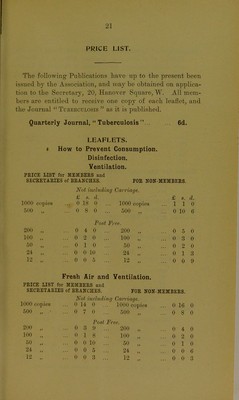 21
PRICE LIST.
The following Publications have up to the present been
issued by the Association, and may be obtained on applica-
tion to the Secretary, 20, Hanover Square, W. All mem-
bers are entitled to receive one copy of each leaflet, and
the Journal “Tuberculosis” as it is published.
Quarterly Journal, “Tuberculosis” ... 6d.
LEAFLETS.
How to Prevent Consumption.
Disinfection.
Ventilation.
PRICE LIST for MEMBERS and
SECRETARIES of BRANCHES. FOR NON-MEMBERS.
Not including Carriage.
£ s. d. £ s. d.
1000 copies ... 0 18 0 1000 copies ... 1 1 0
500 „ ... 0 9 0 500 „ ... 0 10 6
Post Free.
200 „ ... 0 4 0 200 „ ... 0 5 0
100 „ ... 0 2 0 100 „ ... 0 3 6
50 „ ... 0 1 0 50 „ ... 0 2 0
24 „ ... 0 0 10 24 „ ... 0 1 3
12 „ ... 0 0 5 12 „ ... 0 0 9
Fresh Air and Ventilation.
PRICE LIST for MEMBERS and
SECRETARIES of BRANCHES. FOR NON-MEMBERS.
Not including Carriage.
1000 copies ... 0 14 0 1000 copies ... 0 16 0
500 „ ... 0 7 0 500 „ ... 0 8 0
Post Free.
200 „ ... 0 3 0 200 „ ... 0 4 0
100 „ ... 0 1 6 100 „ ... 0 2 0
50 „ ... 0 0 10 50 „ ... 0 1 0
24 „ ... 0 0 5 24 „ ... 0 0 6
12 „ ... 0 0 3 12 „ ... 0 0 3